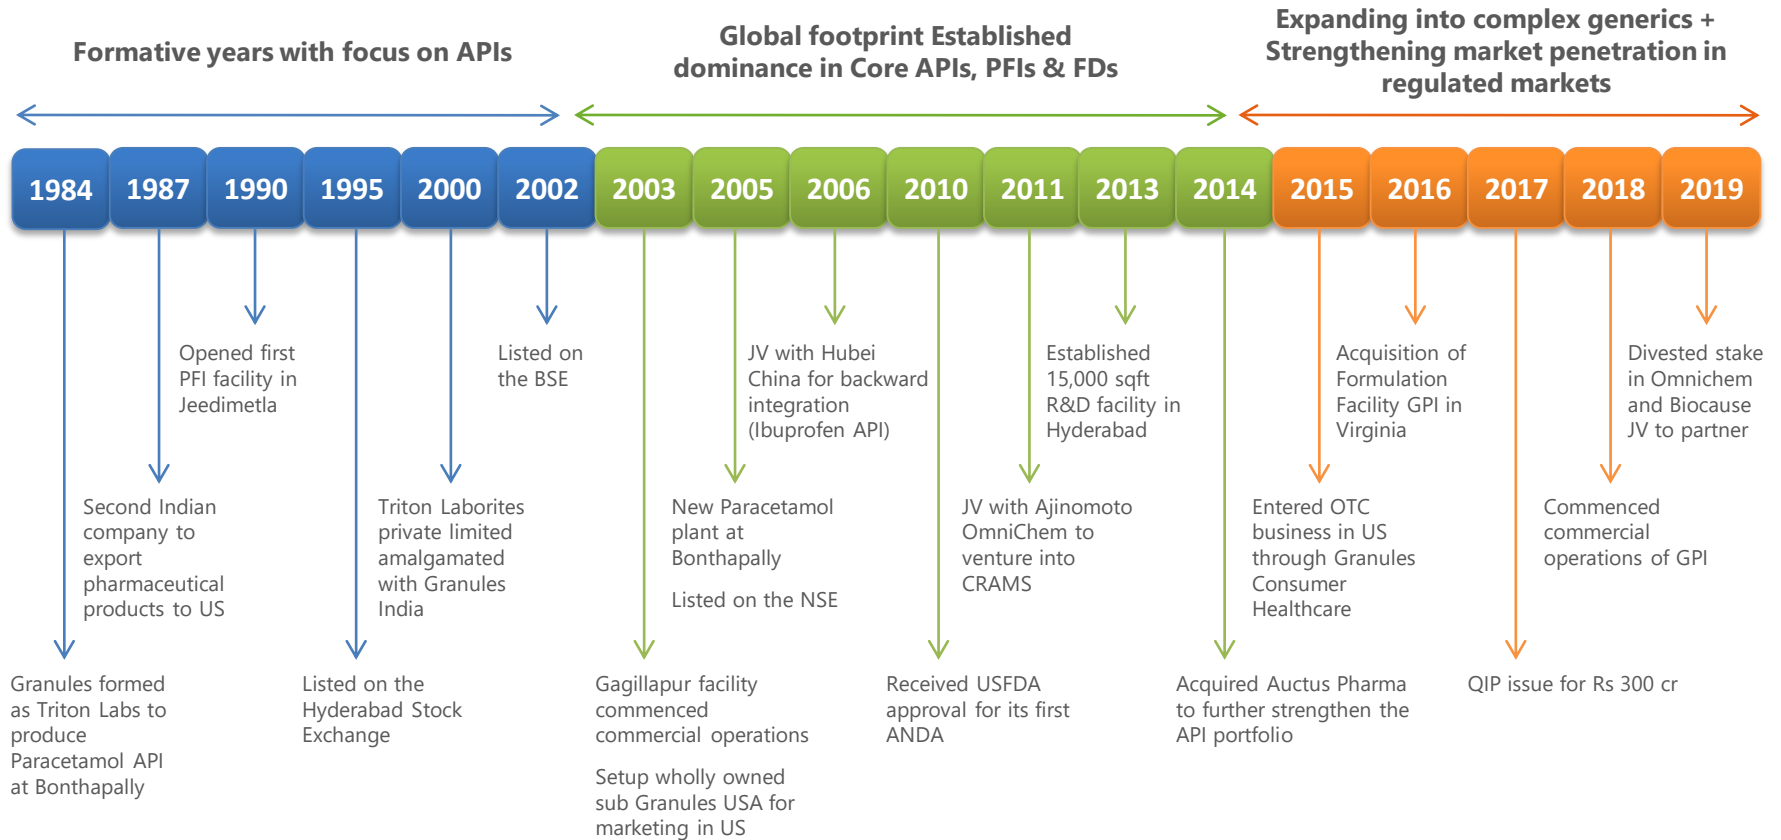 Formative years with focus on APIs
Global footprint Established
dominance in Core APIs, PFIs & FDs
Expanding into complex generics +
Strengthening market penetration in
regulated markets
1984
1987
1990
1995
2000
2002
2003
2005
2006
2010
2011
2013
2014
2015
2016
2017
2018
2019
Opened first
PFI facility in
Jeedimetla
Listed on
the BSE
JV with Hubei
China for backward
integration
(Ibuprofen API)
Established
15,000 sqft
R&D facility in
Hyderabad
Acquisition of
Formulation
Facility GPI in
Virginia
Divested stake
in Omnichem
and Biocause
JV to partner
Second Indian
company to
export
pharmaceutical
products to US
Triton Laborites
private limited
amalgamated
with Granules
India
New Paracetamol
plant at
Bonthapally
Listed on the NSE
JV with Ajinomoto
OmniChem to
venture into
CRAMS
Entered OTC
business in US
through Granules
Consumer
Healthcare
Commenced
commercial
operations of GPI
Granules formed
as Triton Labs to
produce
Paracetamol API
at Bonthapally
Listed on the
Hyderabad Stock
Exchange
Gagillapur facility
commenced
commercial operations
Setup wholly owned
sub Granules USA for
marketing in US
Received USFDA
approval for its first
ANDA
Acquired Auctus Pharma
to further strengthen the
API portfolio
QIP issue for Rs 300 cr